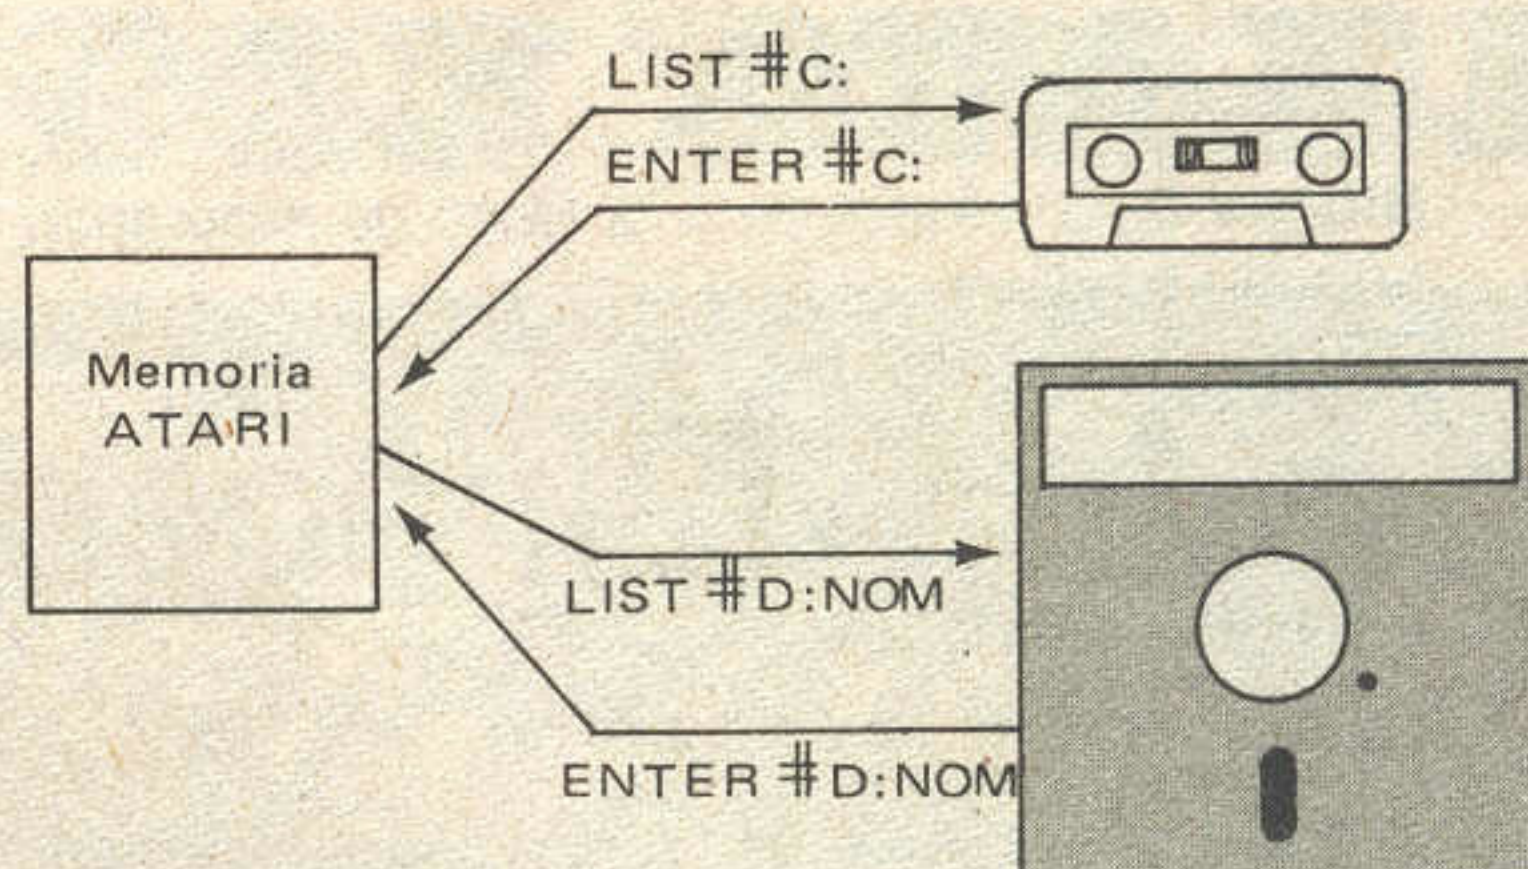 LIST #C:
ENTER #C:
Memoria
ATARI
LIST #D:NOM
ENTER #D:NOM